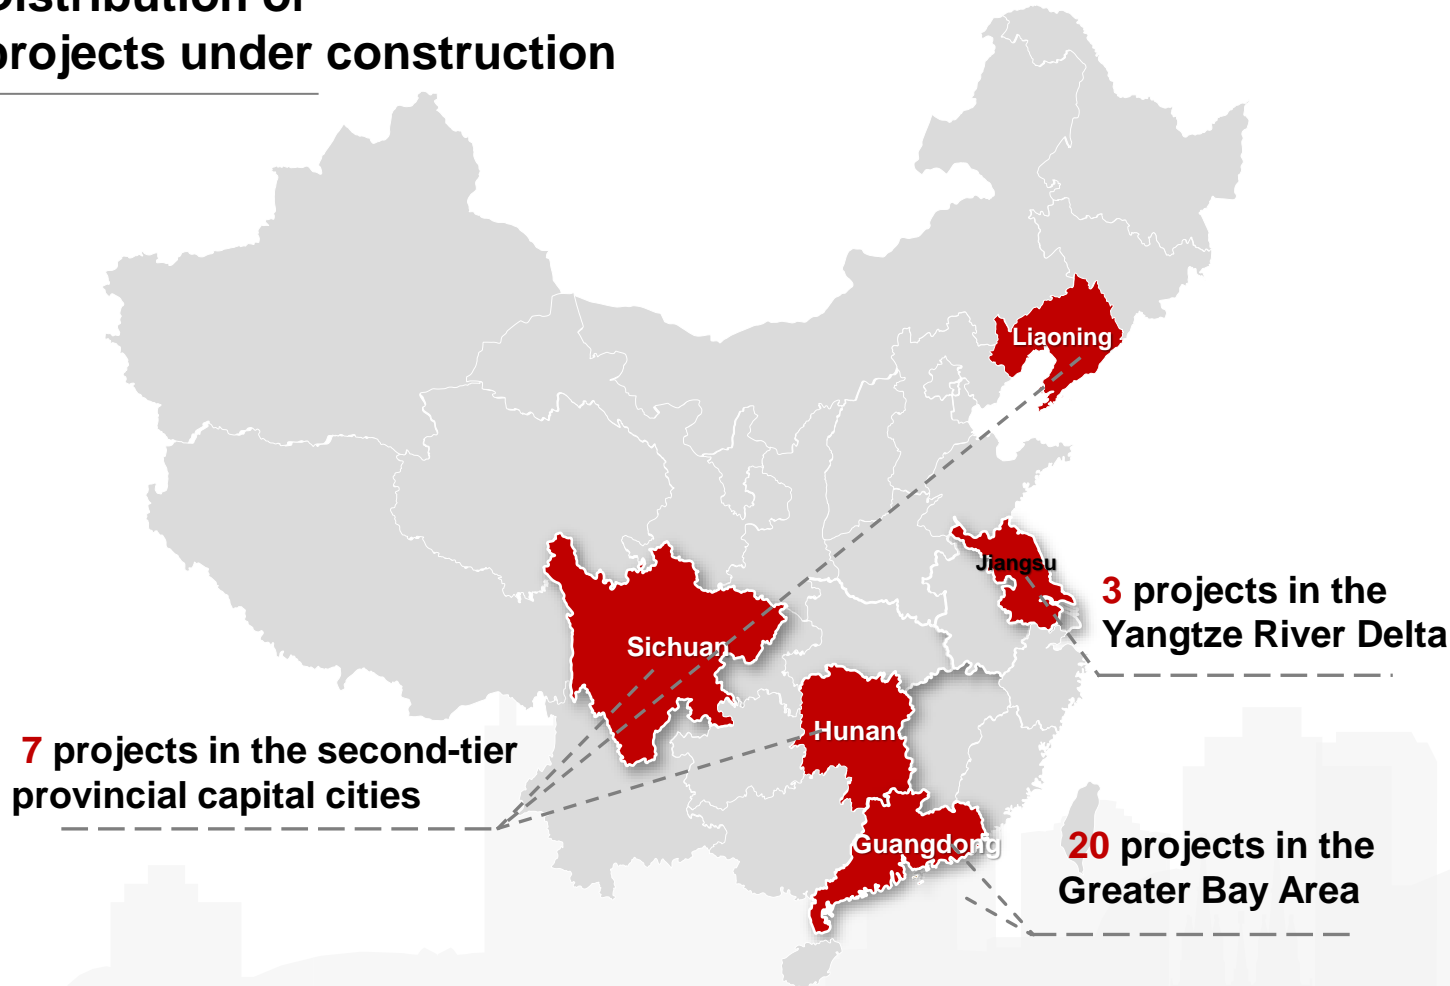 projects under construction
Liaoning
Jiangsu
3 projects in the
Yangtze River Delta
Sichuan
Hunan
7 projects in the second-tier
provincial capital cities
Guangdong
20 projects in the
Greater Bay Area